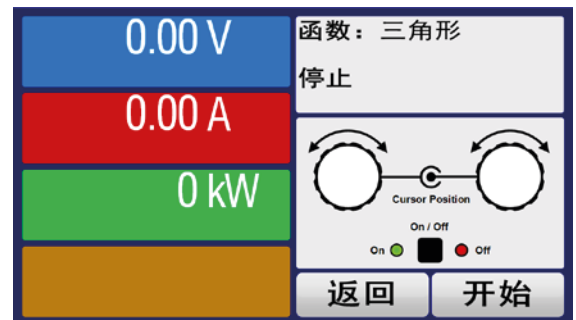 0.00 V
0.00 A
0 kW
函数：三角形
停止
Cursor Position
On / Off
On
Off
返回
开始